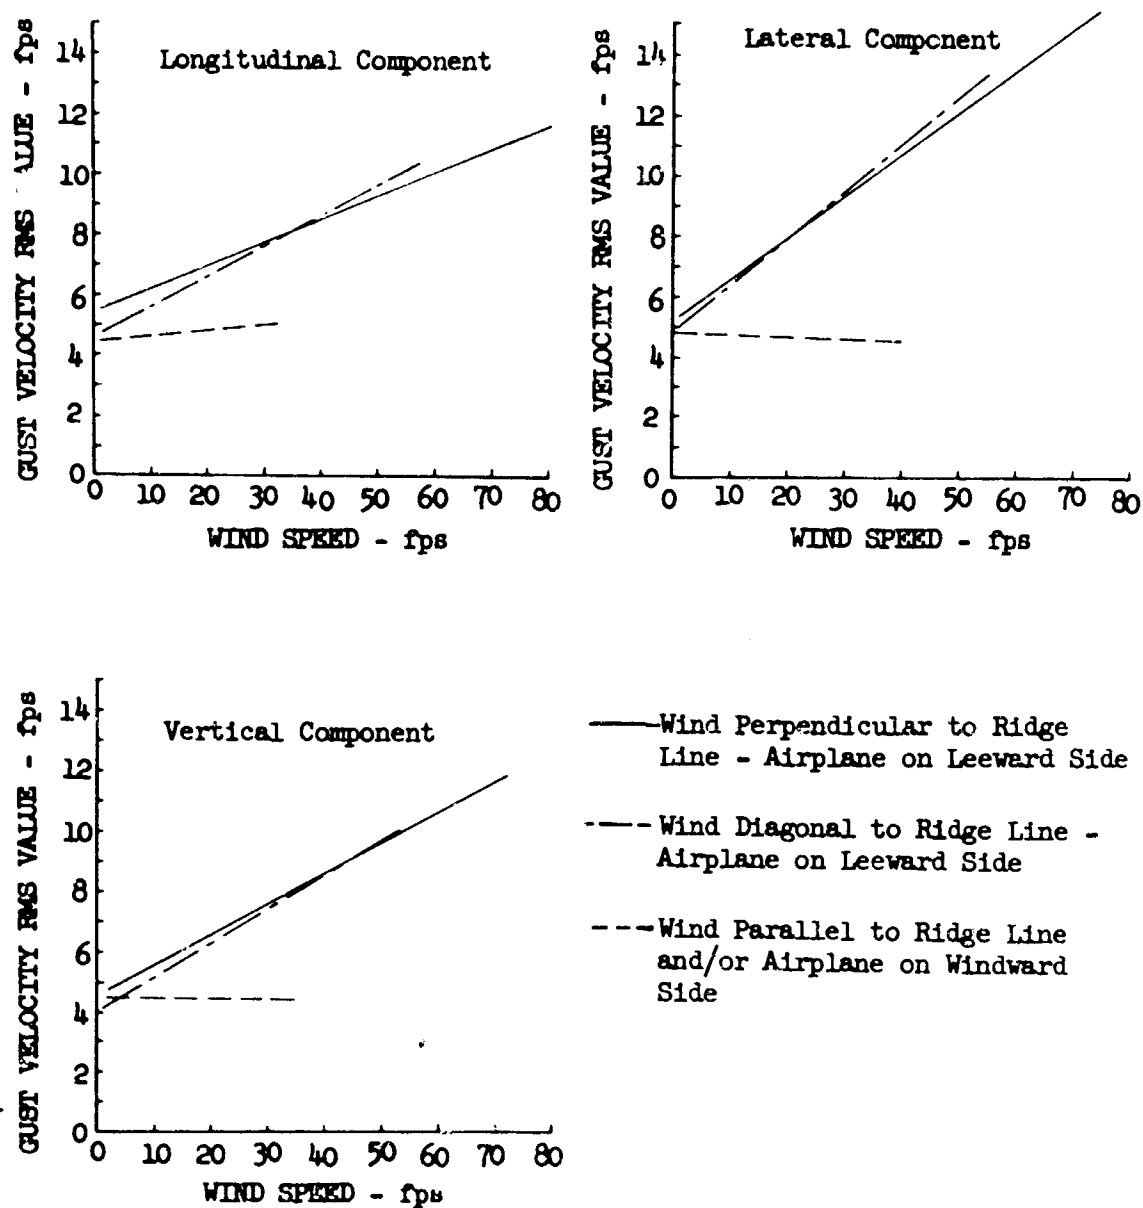 Longitudinal Component
GUST VELOCITY RMS VALUE - fps
14
12
10
8
6
4
2
0
0 10 20 30 40 50 60 70 80
WIND SPEED - fps
Lateral Component
GUST VELOCITY RMS VALUE - fps
14
12
10
8
6
4
2
0
0 10 20 30 40 50 60 70 80
WIND SPEED - fps
Vertical Component
GUST VELOCITY RMS VALUE - fps
14
12
10
8
6
4
2
0
0 10 20 30 40 50 60 70 80
WIND SPEED - fps
Wind Perpendicular to Ridge
Line - Airplane on Leeward Side
Wind Diagonal to Ridge Line -
Airplane on Leeward Side
Wind Parallel to Ridge Line
and/or Airplane on Windward
Side